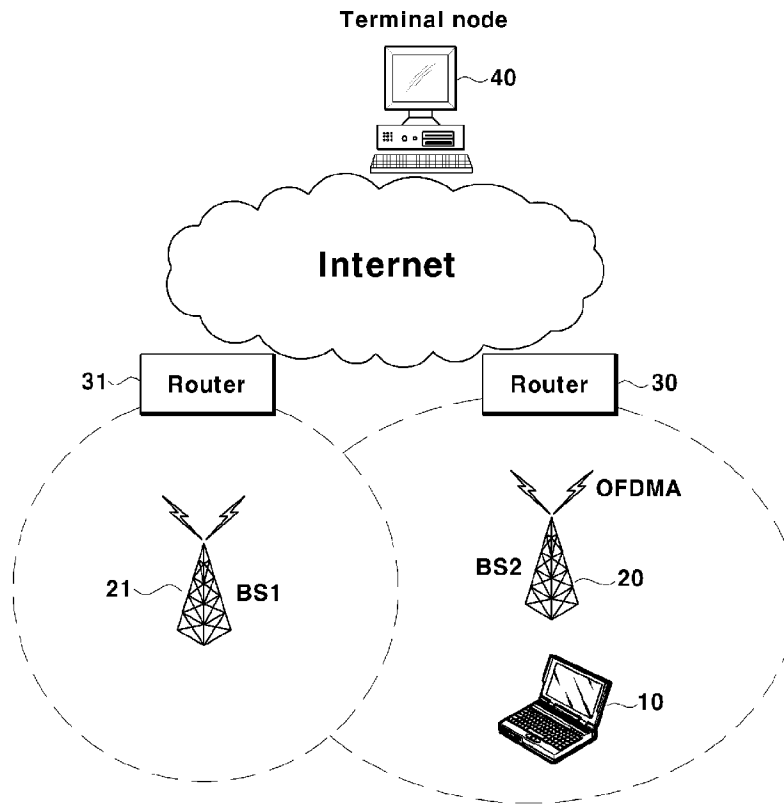 Terminal node
40
Internet
31
Router
Router
30
OFDMA
21
BS1
BS2
20
10